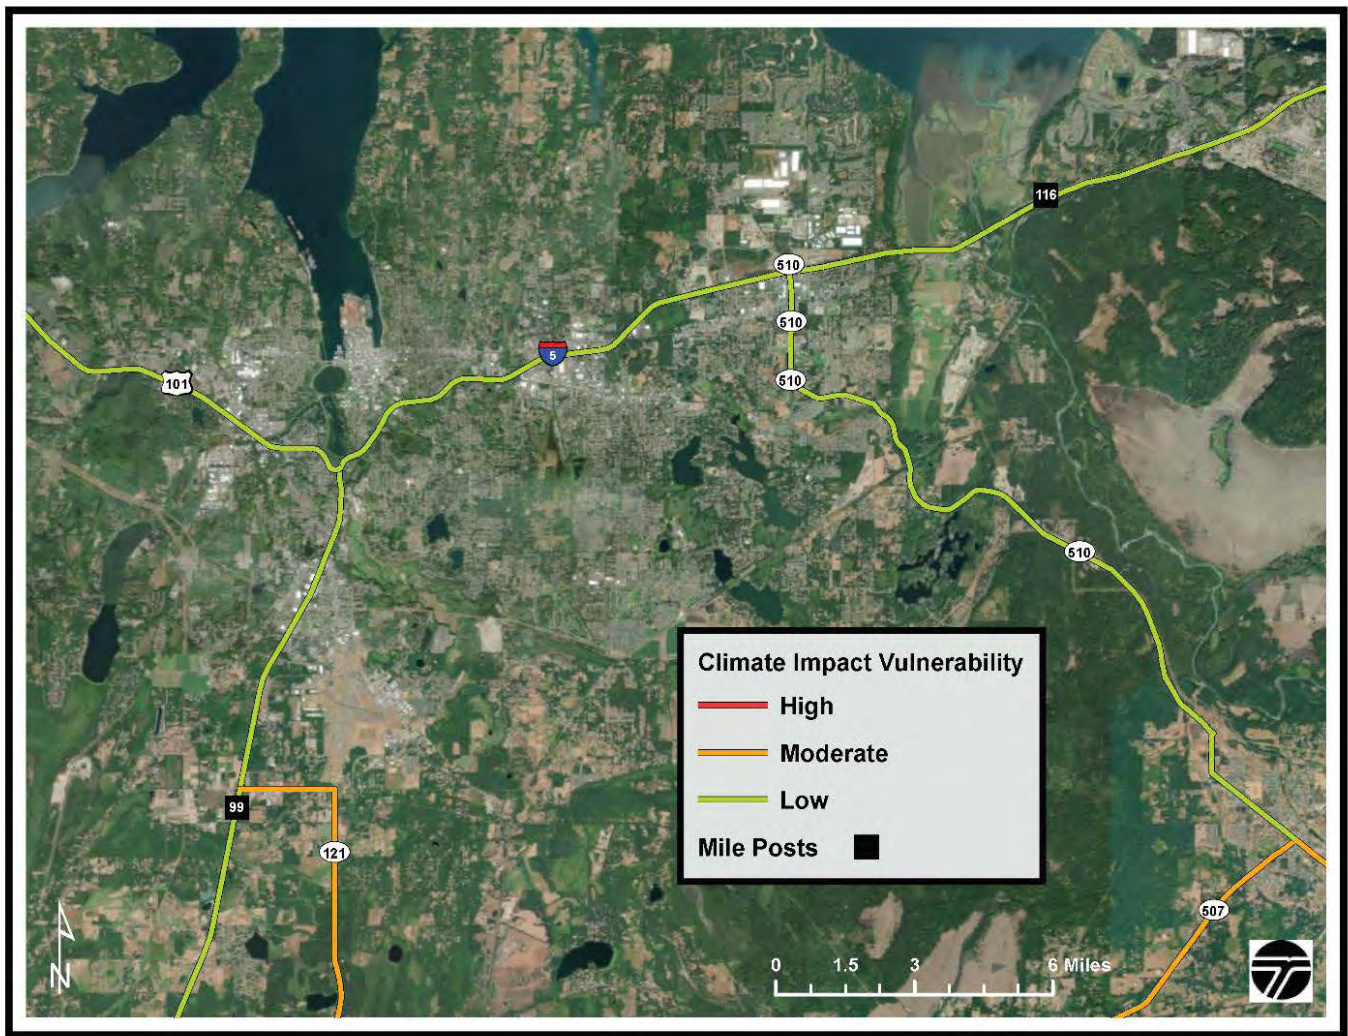 116
510
510
5
101
510
510
Climate Impact Vulnerability
High
Moderate
Low
Mile Posts
99
121
507
0 1.5 3 6 Miles
N